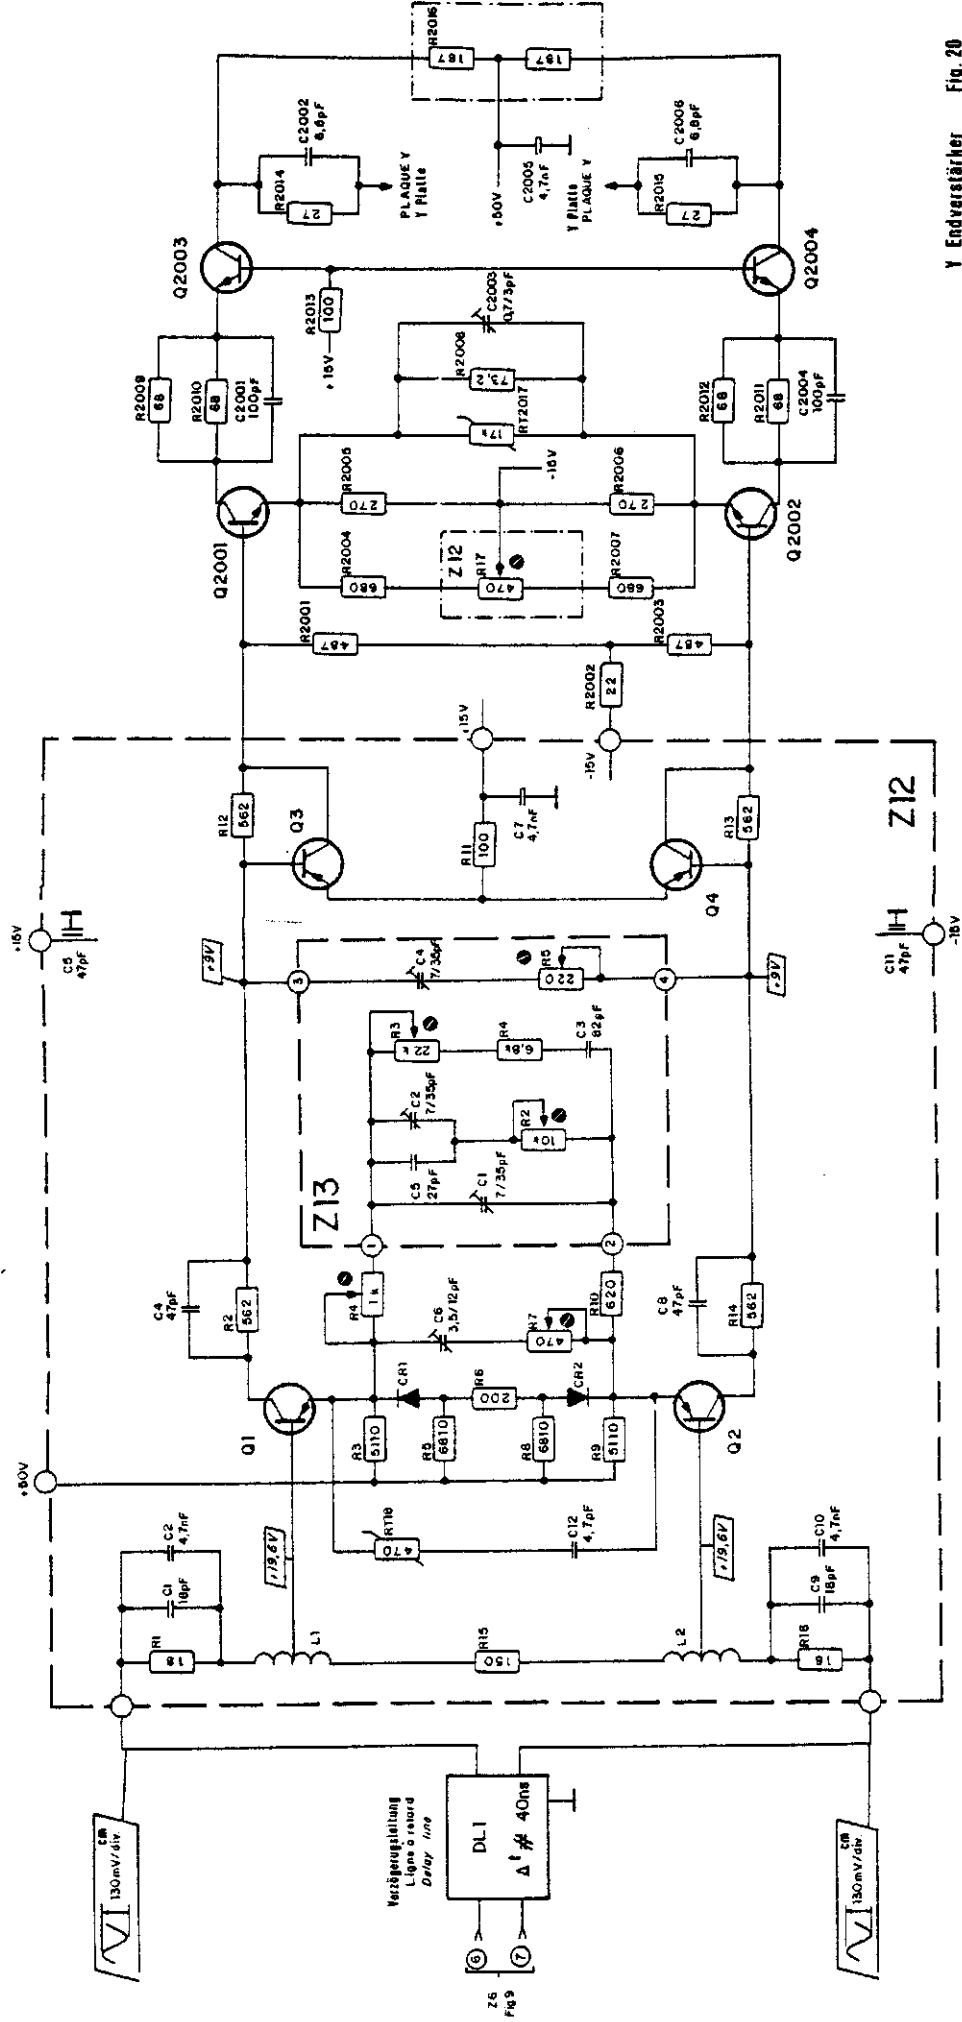 Y Endverstärker Fig. 20
cm
130mV/div.
Verzögerungsleitung
Ligne à retard
Delay line
DL1
40ns
Z6
Fig9
6
7
cm
130mV/div.
+60V
R1
18
C1
18pF
C2
4,7nF
L1
+19,6V
R15
150
L2
+19,6V
R16
18
C9
18pF
C10
4,7nF
RT18
470
C12
4,7pF
Q1
Q2
R3
5110
R5
6810
R8
6810
R9
5110
CR1
R6
200
CR2
R4
1k
C6
3,5/12pF
R7
470
R10
620
C4
47pF
R2
562
C8
47pF
R14
562
Z13
1
2
3
4
C1
7/35pF
C5
27pF
C2
7/35pF
R2
10k
R3
22k
R4
6,8k
C3
82pF
C4
7/35pF
R5
220
+9V
+9V
+15V
C5
47pF
C11
47pF
-15V
Z12
R12
562
Q3
R11
100
C7
4,7nF
Q4
R13
562
+15V
-15V
R2002
22
R2001
487
R2003
487
Q2001
Q2002
R2004
680
Z12
R17
470
R2007
680
R2005
270
R2006
270
-15V
RT2017
17k
R2008
73,2
C2003
0,7/3pF
R2009
68
R2010
68
C2001
100pF
R2012
68
R2011
68
C2004
100pF
Q2003
Q2004
R2013
100
+15V
R2014
27
C2002
6,8pF
PLAQUE Y
Y Platte
+60V
C2005
4,7nF
Y Platte
PLAQUE Y
R2015
27
C2006
6,8pF
R2016
187
187